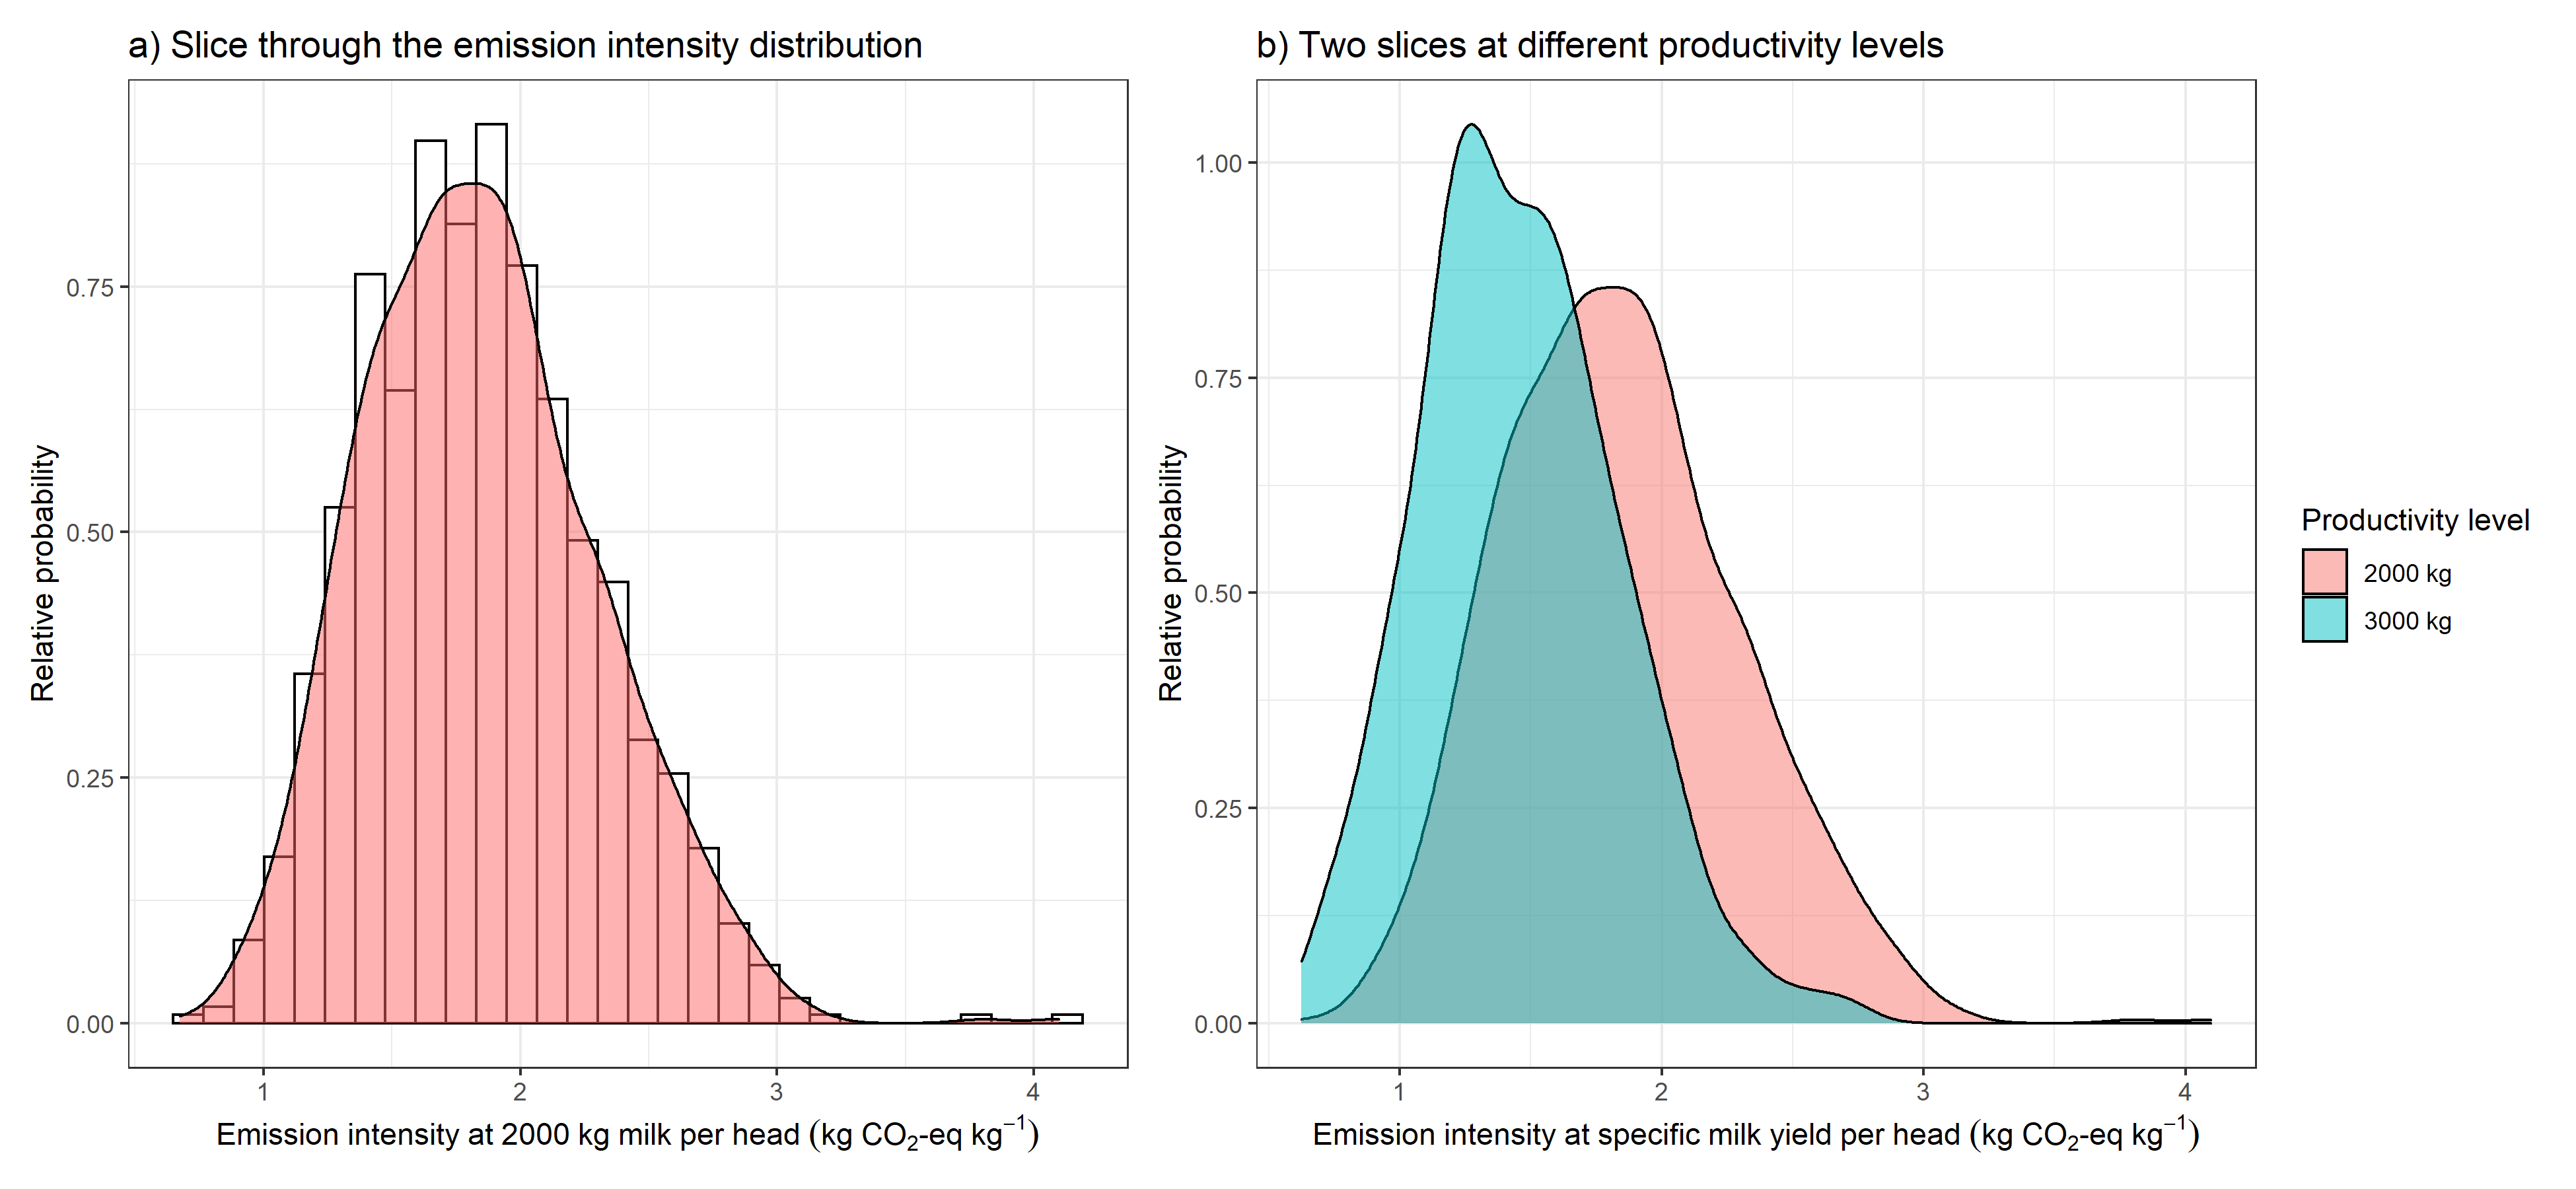 a) Slice through the emission intensity distribution
Relative probability
0.75
0.50
0.25
0.00
1 2 3 4
Emission intensity at 2000 kg milk per head (kg CO₂-eq kg⁻¹)
b) Two slices at different productivity levels
Relative probability
1.00
0.75
0.50
0.25
0.00
1 2 3 4
Emission intensity at specific milk yield per head (kg CO₂-eq kg⁻¹)
Productivity level
2000 kg
3000 kg